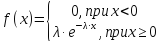 f(x)={0, при x<0
λ·e^{-λ·x}, при x≥0